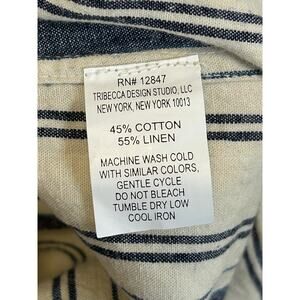 RN# 12847
TRIBECCA DESIGN STUDIO, LLC
NEW YORK, NEW YORK 10013
45% COTTON
55% LINEN
MACHINE WASH COLD
WITH SIMILAR COLORS,
GENTLE CYCLE
DO NOT BLEACH
TUMBLE DRY LOW
COOL IRON